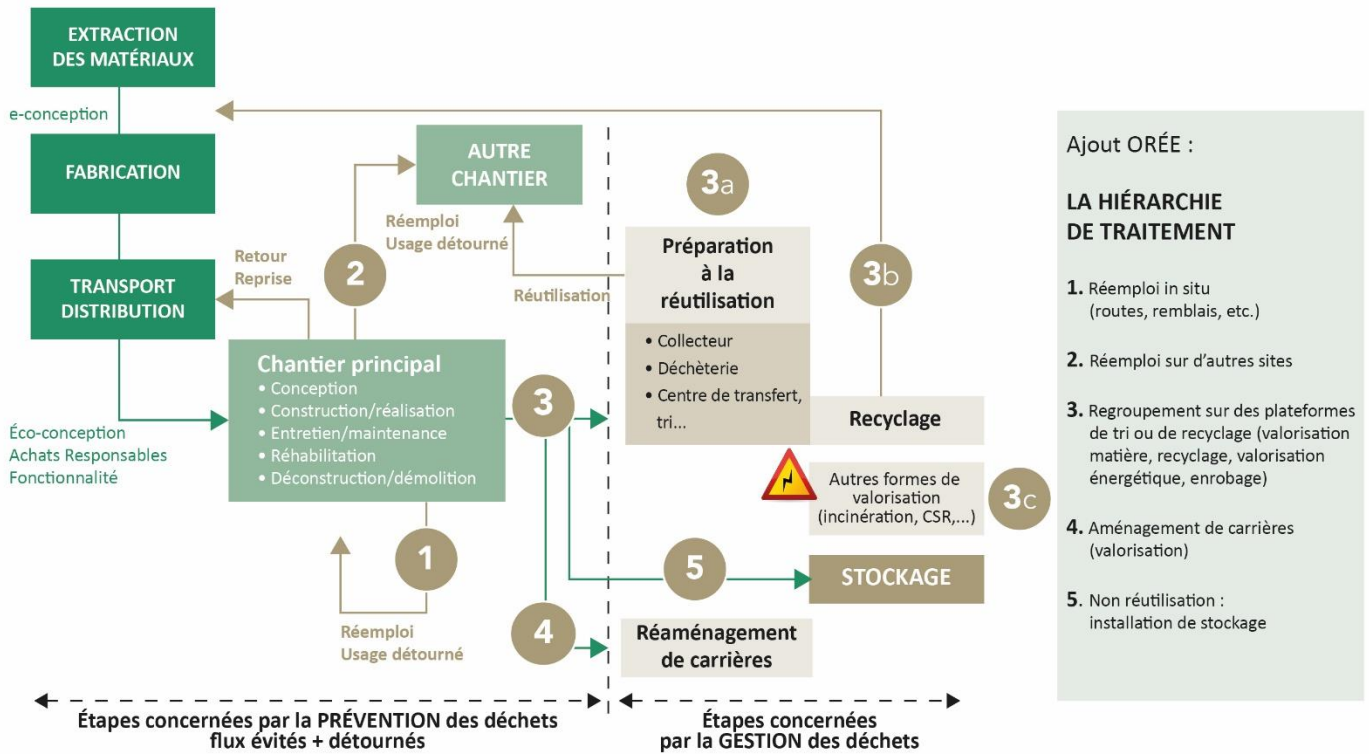 EXTRACTION
DES MATÉRIAUX
e-conception
FABRICATION
TRANSPORT
DISTRIBUTION
Retour
Reprise
Éco-conception
Achats Responsables
Fonctionnalité
Chantier principal
• Conception
• Construction/réalisation
• Entretien/maintenance
• Réhabilitation
• Déconstruction/démolition
2
AUTRE
CHANTIER
Réemploi
Usage détourné
Réutilisation
1
Réemploi
Usage détourné
3
4
5
3a
Préparation
à la
réutilisation
• Collecteur
• Déchèterie
• Centre de transfert,
tri...
3b
Recyclage
Autres formes de
valorisation
(incinération, CSR,...)
3c
STOCKAGE
Réaménagement
de carrières
Étapes concernées par la PRÉVENTION des déchets
flux évités + détournés
Étapes concernées
par la GESTION des déchets
Ajout ORÉE :
LA HIÉRARCHIE
DE TRAITEMENT
1. Réemploi in situ
(routes, remblais, etc.)
2. Réemploi sur d'autres sites
3. Regroupement sur des plateformes
de tri ou de recyclage (valorisation
matière, recyclage, valorisation
énergétique, enrobage)
4. Aménagement de carrières
(valorisation)
5. Non réutilisation :
installation de stockage